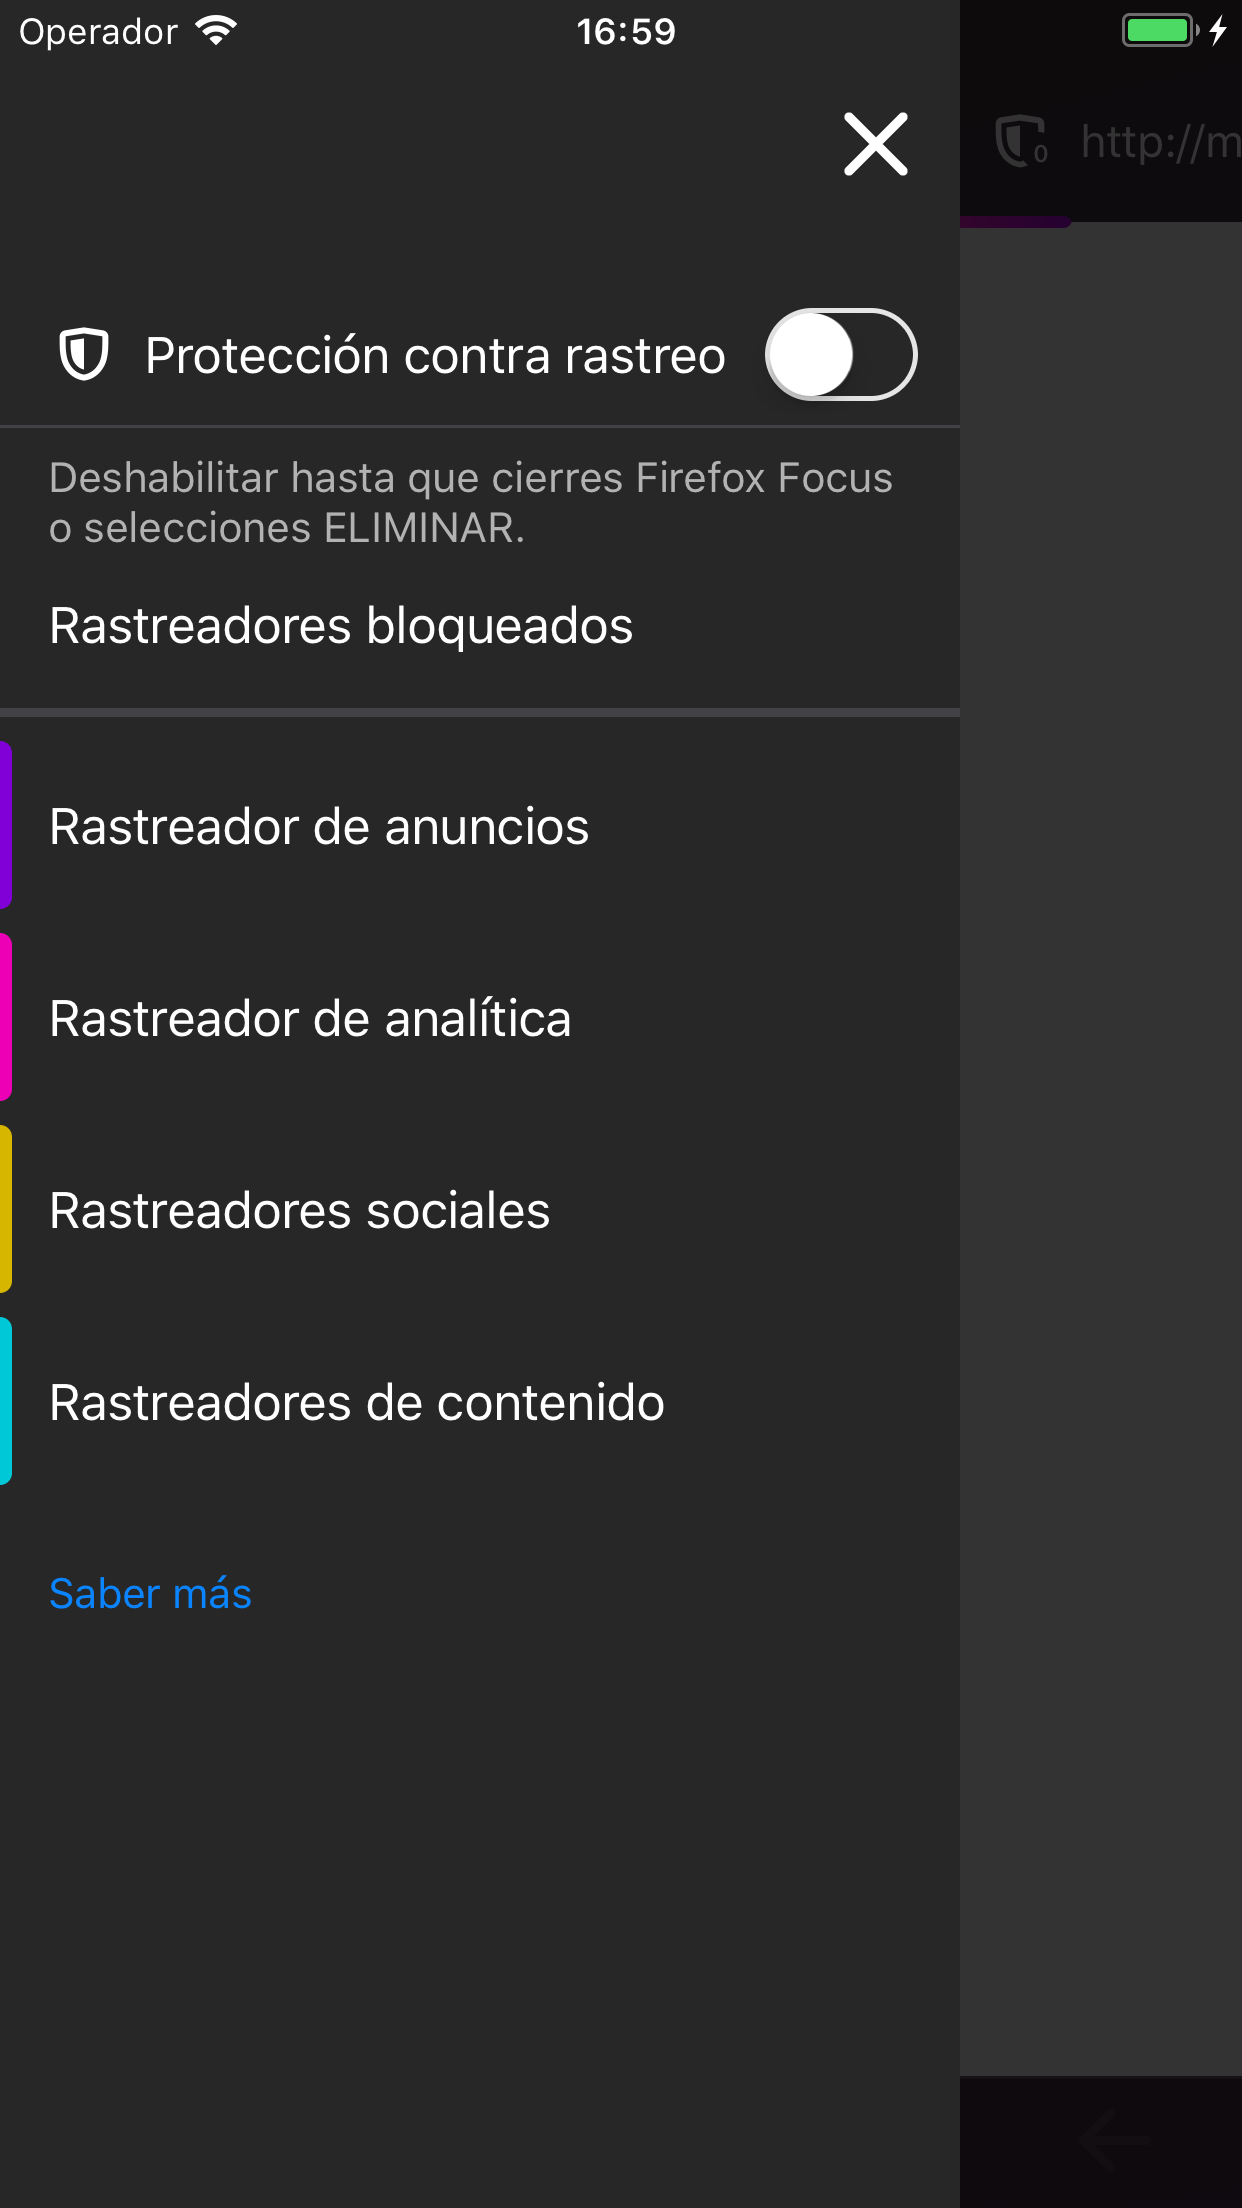 Operador
16:59
http://m
0
Protección contra rastreo
Deshabilitar hasta que cierres Firefox Focus
o selecciones ELIMINAR.
Rastreadores bloqueados
Rastreador de anuncios
Rastreador de analítica
Rastreadores sociales
Rastreadores de contenido
Saber más